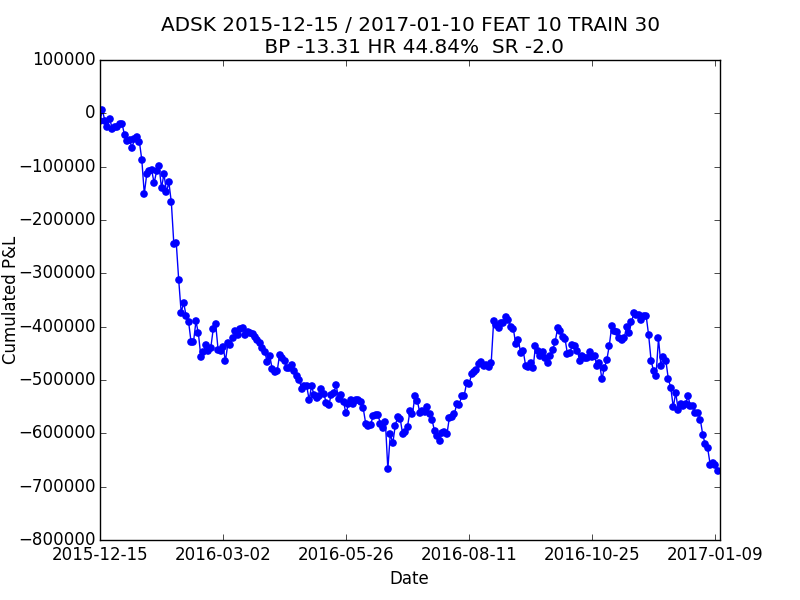 ADSK 2015-12-15 / 2017-01-10 FEAT 10 TRAIN 30
BP -13.31 HR 44.84%  SR -2.0
100000
0
−100000
−200000
−300000
−400000
−500000
−600000
−700000
−800000
Cumulated P&L
2015-12-15 2016-03-02 2016-05-26 2016-08-11 2016-10-25 2017-01-09
Date